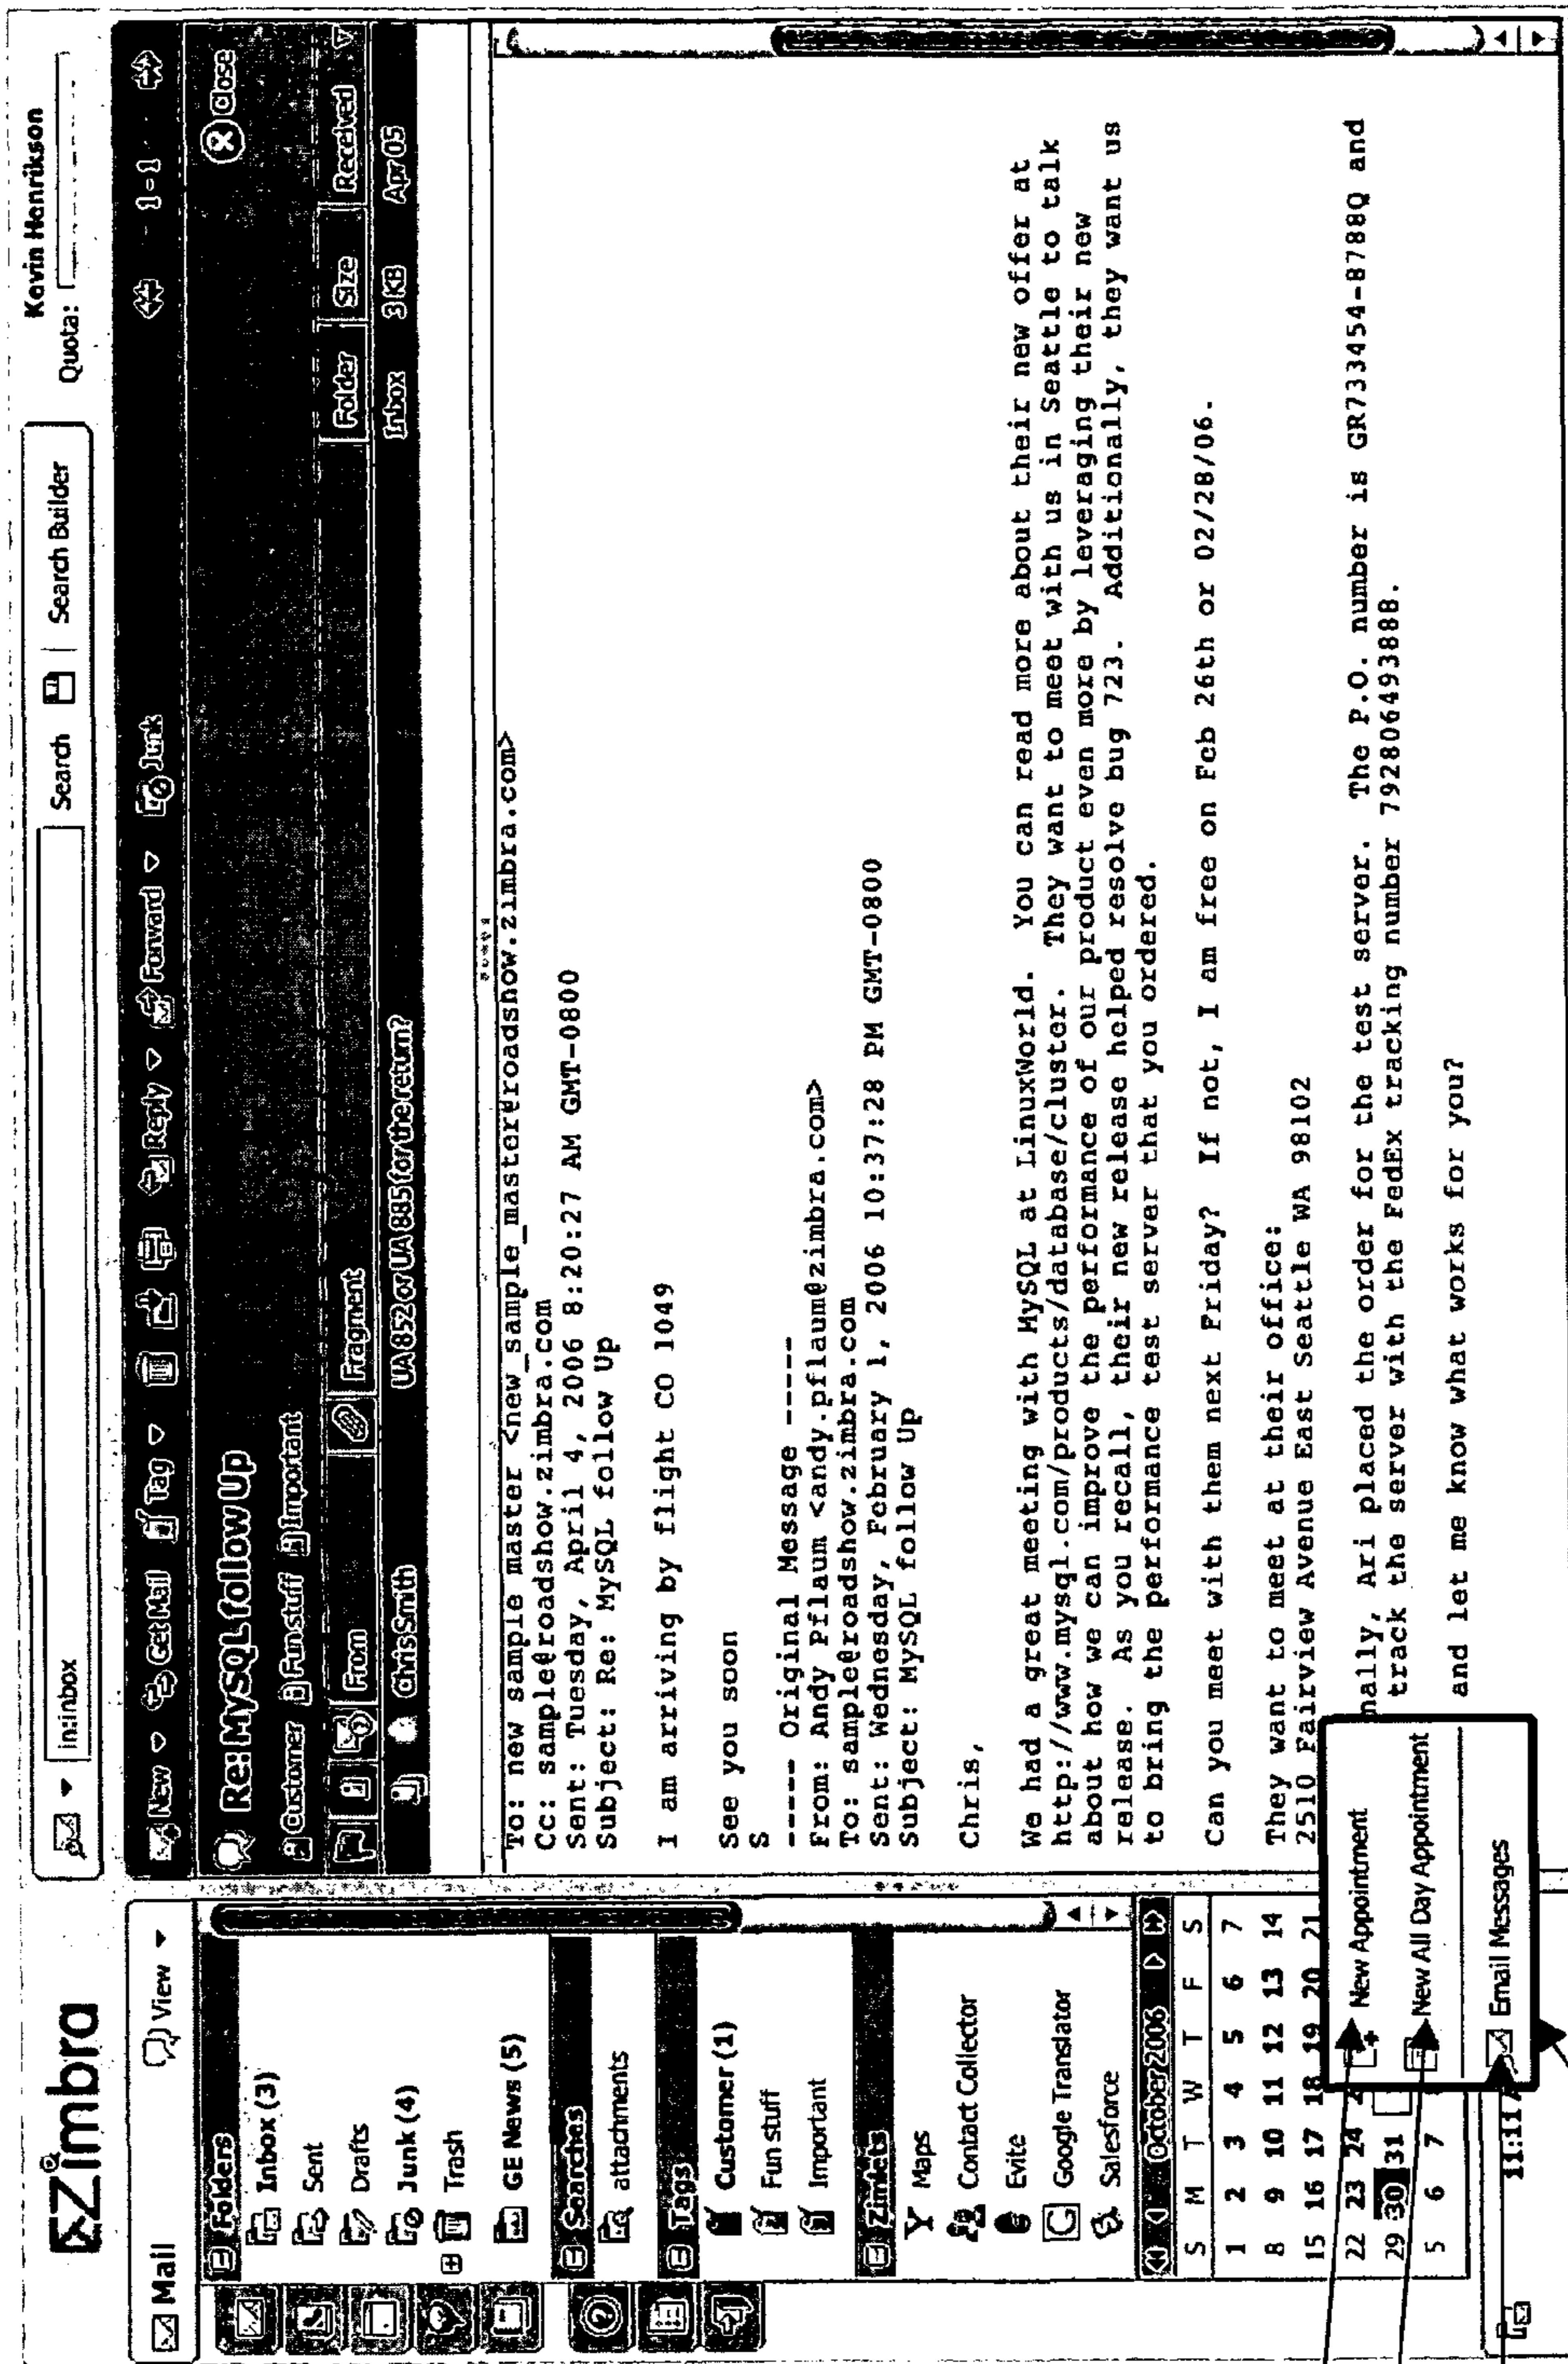 Zimbra
in:inbox
Search | Search Builder
Kevin Henrikson
Quota:
Mail
View
New Get Mail Tag Reply Forward Junk
1 - 1
Folders
Inbox (3)
Sent
Drafts
Junk (4)
Trash
GE News (5)
Searches
attachments
Tags
Customer (1)
Fun stuff
Important
Zimlets
Maps
Contact Collector
Evite
Google Translator
Salesforce
October 2006
S M T W T F S
1 2 3 4 5 6 7
8 9 10 11 12 13 14
15 16 17 18 19 20 21
22 23 24
29 30 31
5 6 7
11:11
Re: MySQL follow Up
Close
Customer Fun stuff Important
From Fragment Folder Size Received
Chris Smith UA 852 or UA 885 for the return? Inbox 3 KB Apr 05
To: new sample master <new_sample_master@roadshow.zimbra.com>
Cc: sample@roadshow.zimbra.com
Sent: Tuesday, April 4, 2006 8:20:27 AM GMT-0800
Subject: Re: MySQL follow Up
I am arriving by flight CO 1049
See you soon
S
----- Original Message -----
From: Andy Pflaum <andy.pflaum@zimbra.com>
To: sample@roadshow.zimbra.com
Sent: Wednesday, February 1, 2006 10:37:28 PM GMT-0800
Subject: MySQL follow Up
Chris,
We had a great meeting with MySQL at LinuxWorld. You can read more about their new offer at
http://www.mysql.com/products/database/cluster. They want to meet with us in Seattle to talk
about how we can improve the performance of our product even more by leveraging their new
release. As you recall, their new release helped resolve bug 723. Additionally, they want us
to bring the performance test server that you ordered.
Can you meet with them next Friday? If not, I am free on Feb 26th or 02/28/06.
They want to meet at their office:
2510 Fairview Avenue East Seattle WA 98102
nally, Ari placed the order for the test server. The P.O. number is GR733454-8788Q and
track the server with the FedEx tracking number 792806493888.
and let me know what works for you?
New Appointment
New All Day Appointment
Email Messages